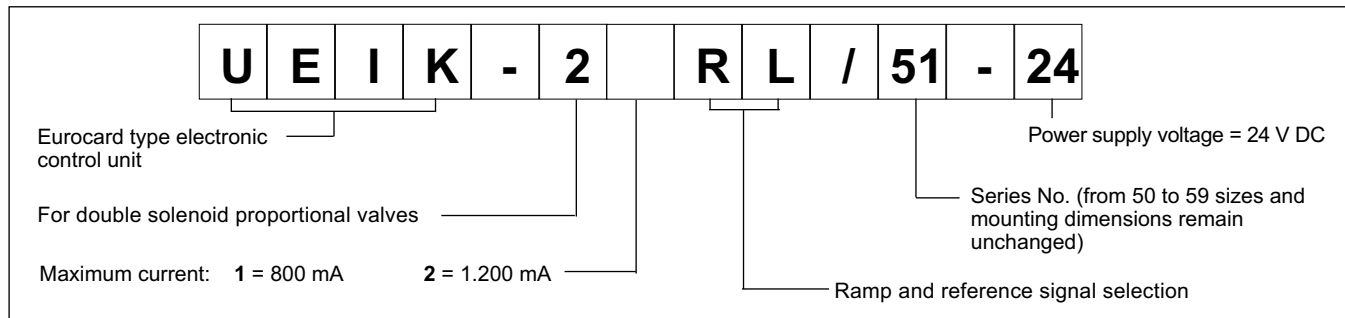 U E I K - 2 R L / 51 - 24
Eurocard type electronic
control unit
Power supply voltage = 24 V DC
For double solenoid proportional valves
Series No. (from 50 to 59 sizes and
mounting dimensions remain
unchanged)
Maximum current: 1 = 800 mA 2 = 1.200 mA
Ramp and reference signal selection